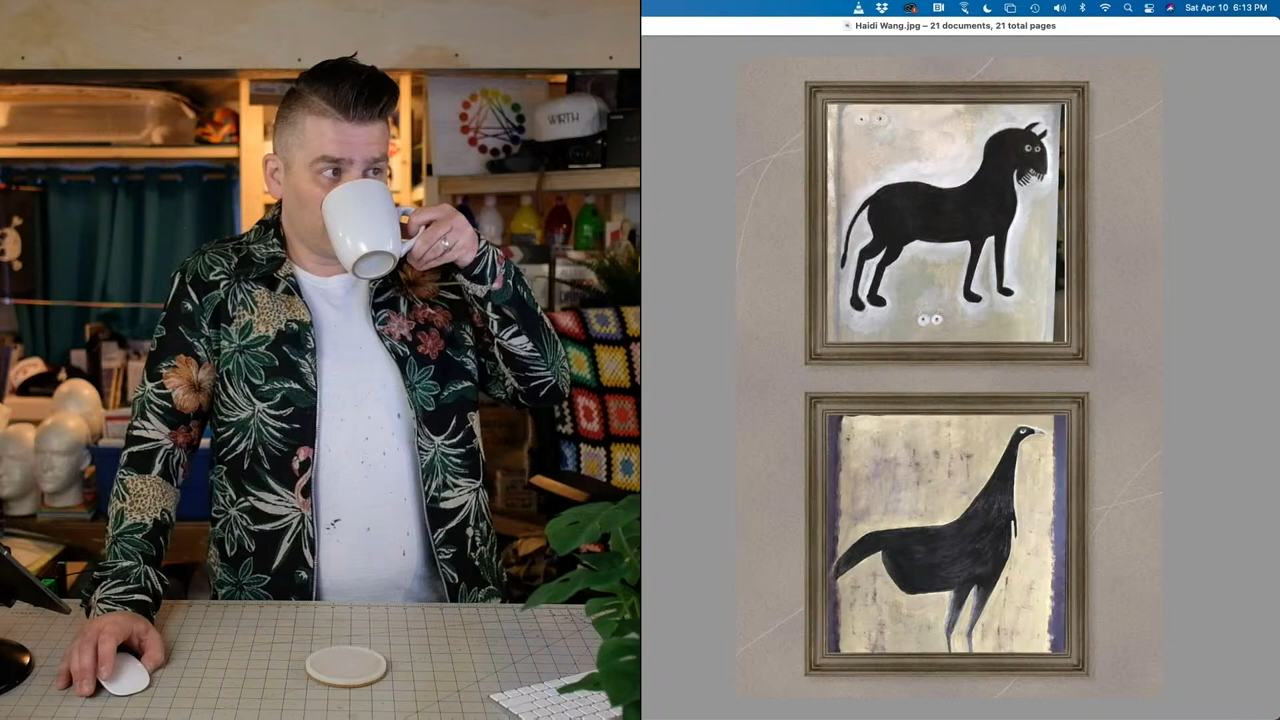 WIRTH
Sat Apr 10 6:13 PM
Haidi Wang.jpg – 21 documents, 21 total pages